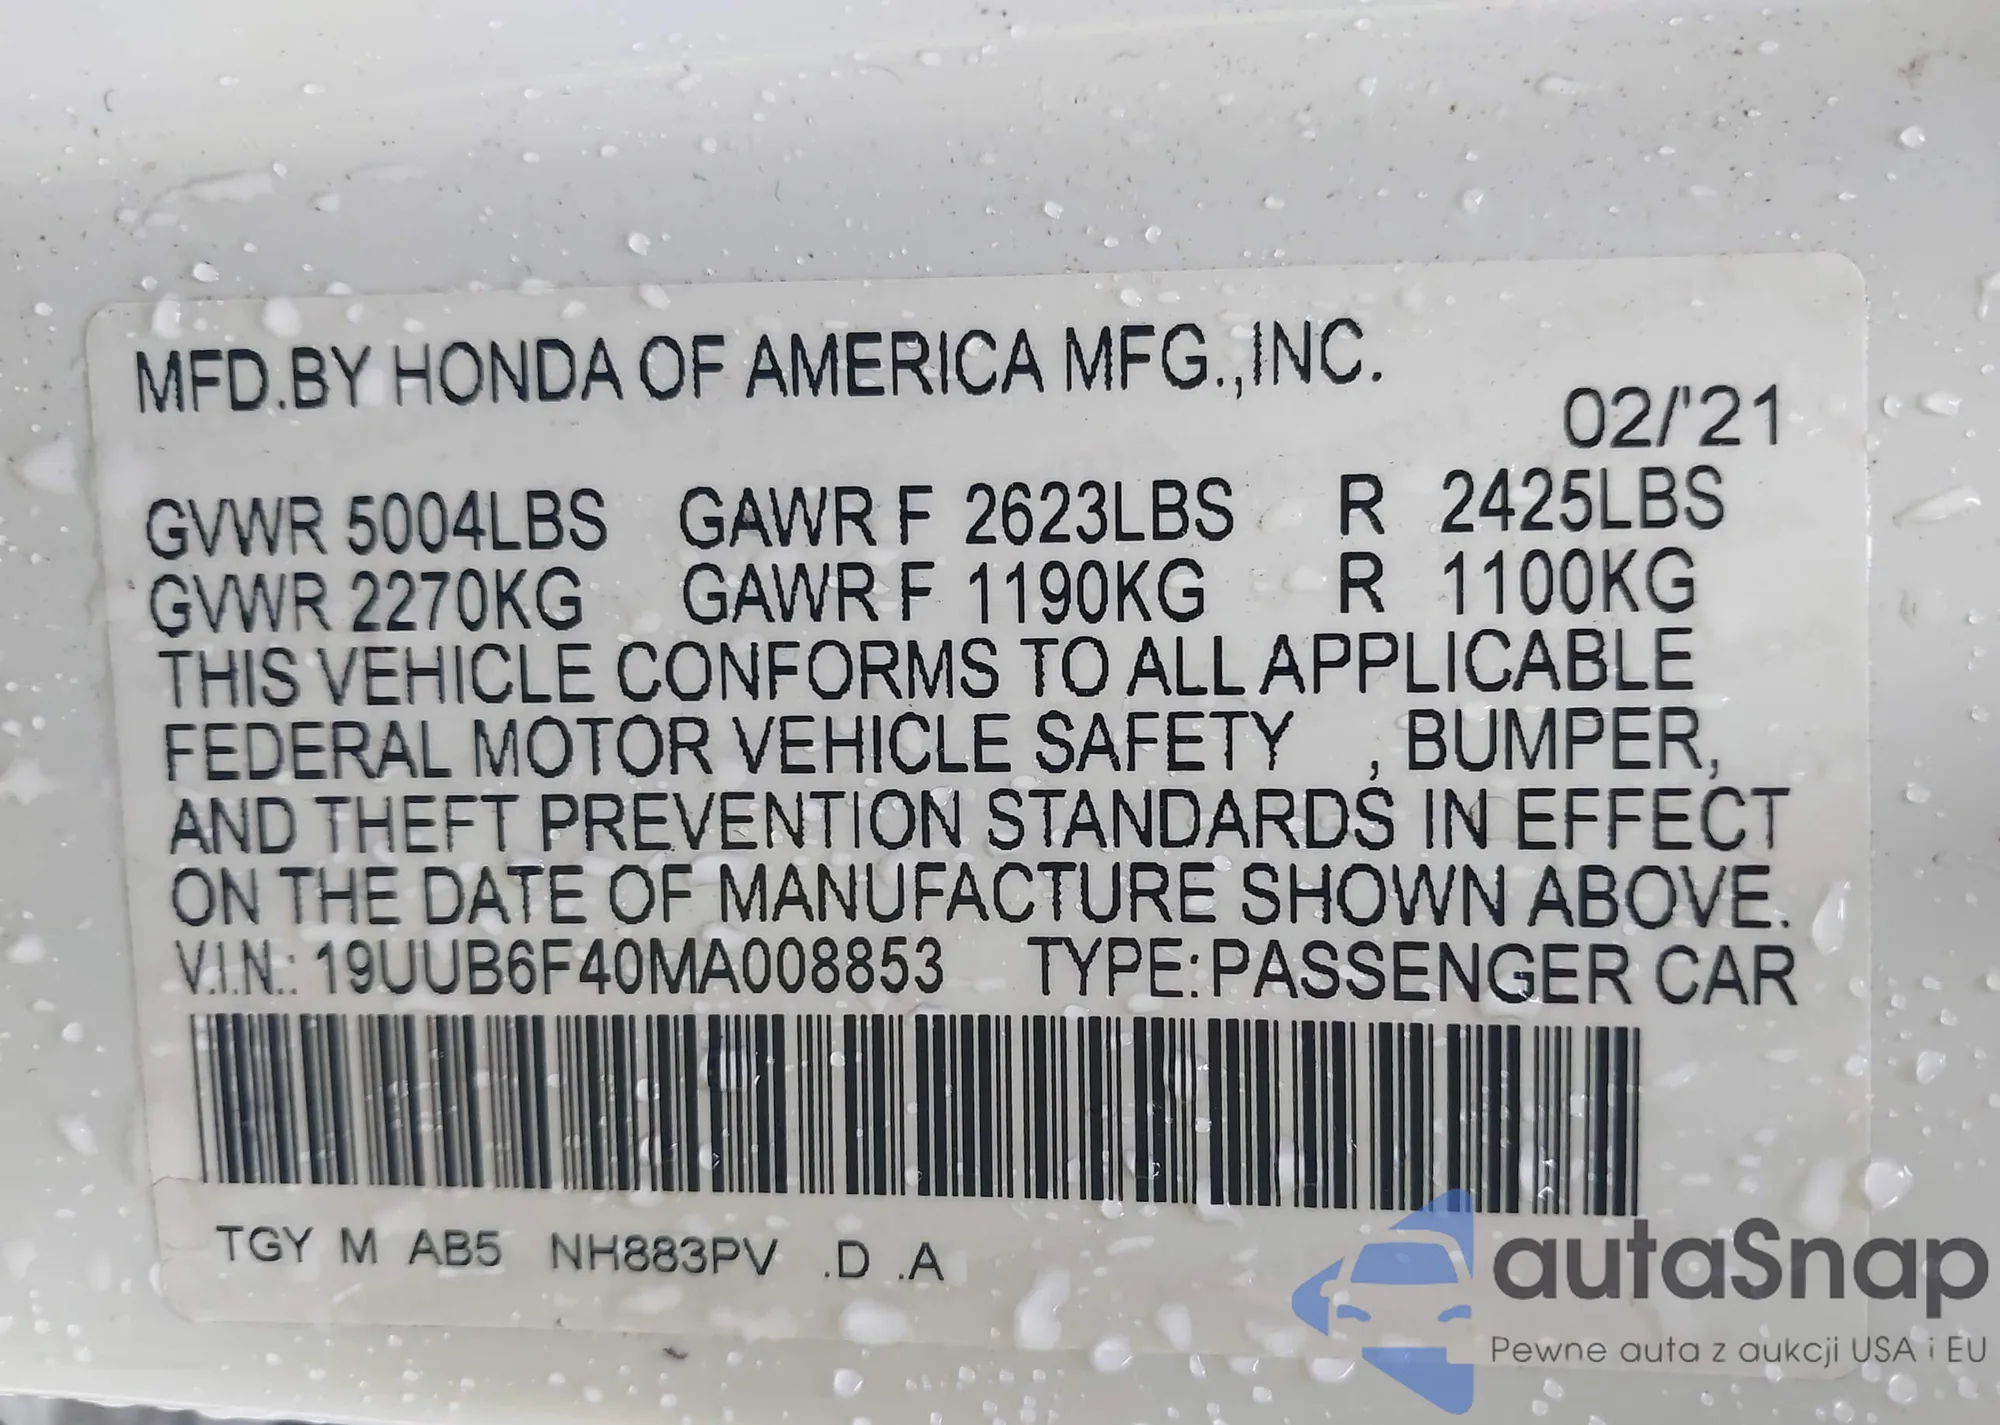 MFD.BY HONDA OF AMERICA MFG.,INC.
02/'21
GVWR 5004LBS GAWR F 2623LBS R 2425LBS
GVWR 2270KG GAWR F 1190KG R 1100KG
THIS VEHICLE CONFORMS TO ALL APPLICABLE
FEDERAL MOTOR VEHICLE SAFETY , BUMPER,
AND THEFT PREVENTION STANDARDS IN EFFECT
ON THE DATE OF MANUFACTURE SHOWN ABOVE.
V.I.N.: 19UUB6F40MA008853 TYPE:PASSENGER CAR
TGY M AB5 NH883PV .D .A
autaSnap
Pewne auta z aukcji USA i EU